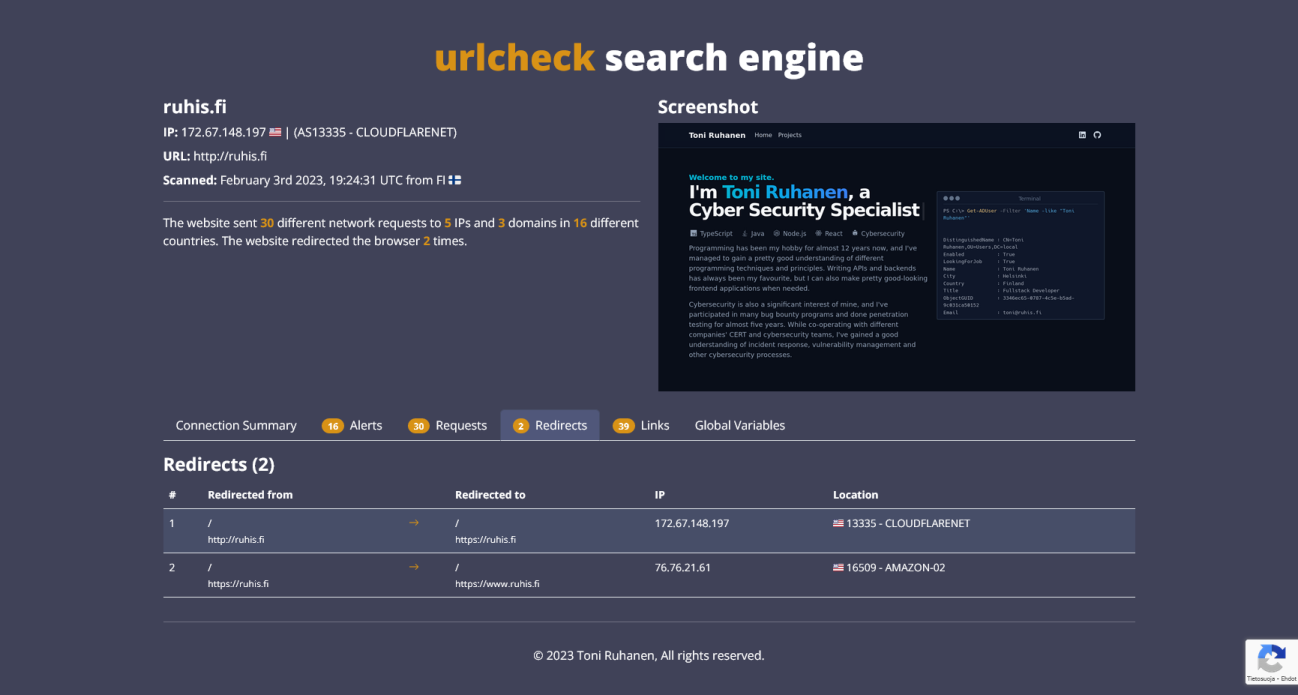 urlcheck search engine
ruhis.fi
IP: 172.67.148.197 | (AS13335 - CLOUDFLARENET)
URL: http://ruhis.fi
Scanned: February 3rd 2023, 19:24:31 UTC from FI
The website sent 30 different network requests to 5 IPs and 3 domains in 16 different
countries. The website redirected the browser 2 times.
Screenshot
Toni Ruhanen Home Projects
Welcome to my site.
I'm Toni Ruhanen, a
Cyber Security Specialist
TypeScript Java Node.js React Cybersecurity
Programming has been my hobby for almost 12 years now, and I've
managed to gain a pretty good understanding of different
programming techniques and principles. Writing APIs and backends
has always been my favourite, but I can also make pretty good-looking
frontend applications when needed.
Cybersecurity is also a significant interest of mine, and I've
participated in many bug bounty programs and done penetration
testing for almost five years. While co-operating with different
companies' CERT and cybersecurity teams, I've gained a good
understanding of incident response, vulnerability management and
other cybersecurity processes.
Terminal
PS C:\> Get-ADUser -Filter 'Name -like "Toni
Ruhanen"'
DistinguishedName : CN=Toni
Ruhanen,OU=Users,DC=local
Enabled : True
LookingForJob : True
Name : Toni Ruhanen
City : Helsinki
Country : Finland
Title : Fullstack Developer
ObjectGUID :
Email : toni@ruhis.fi
Connection Summary 16 Alerts 30 Requests 2 Redirects 39 Links Global Variables
Redirects (2)
# Redirected from Redirected to IP Location
1 / → / 172.67.148.197 13335 - CLOUDFLARENET
http://ruhis.fi https://ruhis.fi
2 / → / 76.76.21.61 16509 - AMAZON-02
https://ruhis.fi https://www.ruhis.fi
© 2023 Toni Ruhanen, All rights reserved.
Tietosuoja - Ehdot